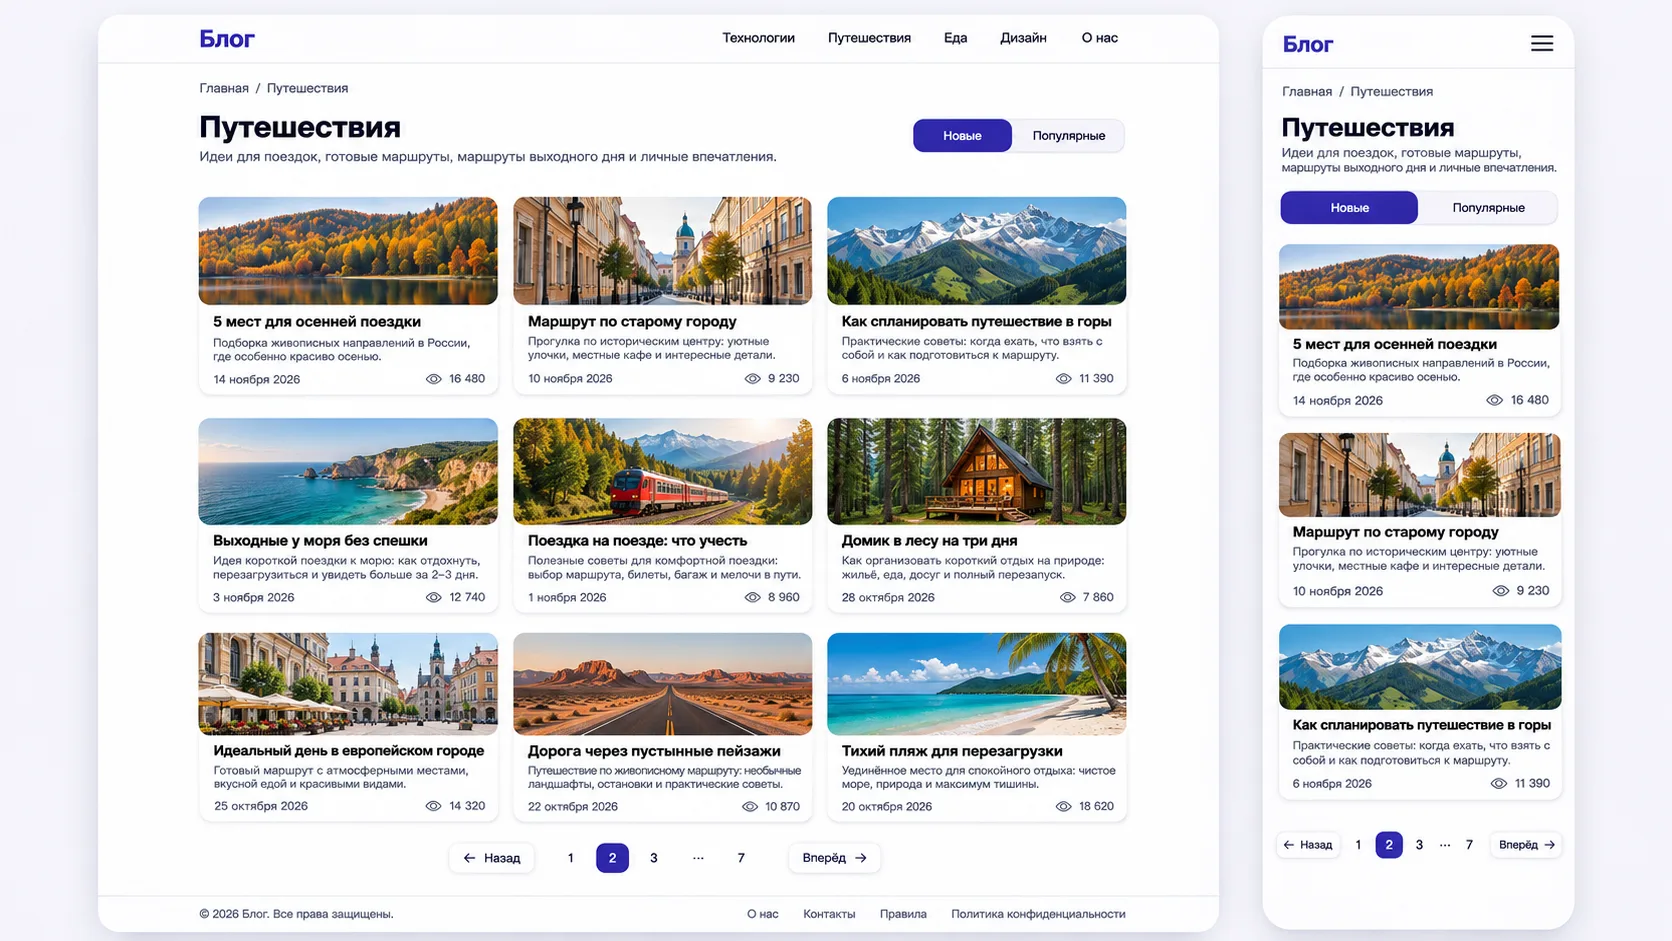 Блог
Технологии Путешествия Еда Дизайн О нас
Главная / Путешествия
Путешествия
Идеи для поездок, готовые маршруты, маршруты выходного дня и личные впечатления.
Новые Популярные
5 мест для осенней поездки
Подборка живописных направлений в России,
где особенно красиво осенью.
14 ноября 2026 16 480
Маршрут по старому городу
Прогулка по историческим центру: уютные
улочки, местные кафе и интересные детали.
10 ноября 2026 9 230
Как спланировать путешествие в горы
Практические советы: когда ехать, что взять с
собой и как подготовиться к маршруту.
6 ноября 2026 11 390
Выходные у моря без спешки
Идея короткой поездки к морю: как отдохнуть,
перезагрузиться и увидеть больше за 2–3 дня.
3 ноября 2026 12 740
Поездка на поезде: что учесть
Полезные советы для комфортной поездки:
выбор маршрута, билеты, багаж и мелочи в пути.
1 ноября 2026 8 960
Домик в лесу на три дня
Как организовать короткий отдых на природе:
жильё, еда, досуг и полный перезапуск.
28 октября 2026 7 860
Идеальный день в европейском городе
Готовый маршрут с атмосферными местами,
вкусной едой и красивыми видами.
25 октября 2026 14 320
Дорога через пустынные пейзажи
Путешествие по живописному маршруту: необычные
ландшафты, остановки и практические советы.
22 октября 2026 10 870
Тихий пляж для перезагрузки
Уединённое место для спокойного отдыха: чистое
море, природа и максимум тишины.
20 октября 2026 18 620
← Назад 1 2 3 ... 7 Вперёд →
© 2026 Блог. Все права защищены.
О нас Контакты Правила Политика конфиденциальности
Блог
Главная / Путешествия
Путешествия
Идеи для поездок, готовые маршруты,
маршруты выходного дня и личные впечатления.
Новые Популярные
5 мест для осенней поездки
Подборка живописных направлений в России,
где особенно красиво осенью.
14 ноября 2026 16 480
Маршрут по старому городу
Прогулка по историческим центру: уютные
улочки, местные кафе и интересные детали.
10 ноября 2026 9 230
Как спланировать путешествие в горы
Практические советы: когда ехать, что взять с
собой и как подготовиться к маршруту.
6 ноября 2026 11 390
← Назад 1 2 3 ... 7 Вперёд →